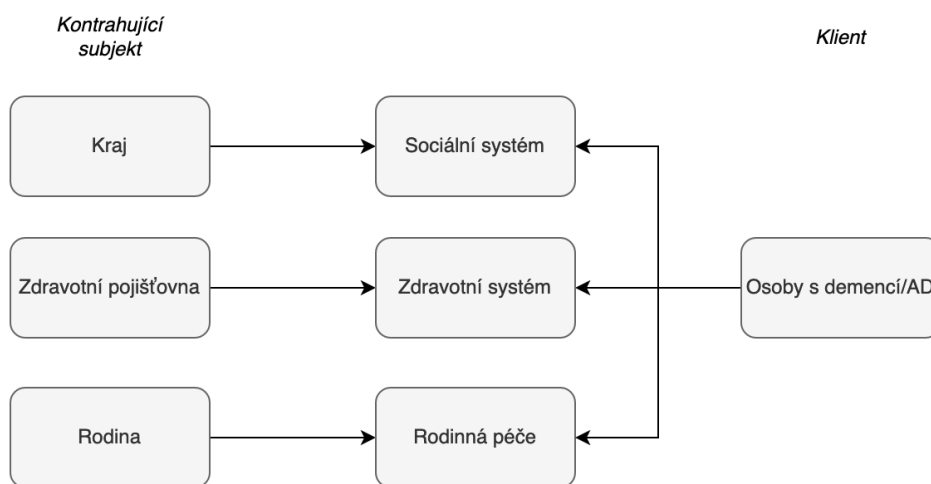 Kontrahující
subjekt
Klient
Kraj
Sociální systém
Zdravotní pojišťovna
Zdravotní systém
Osoby s demencí/AD
Rodina
Rodinná péče